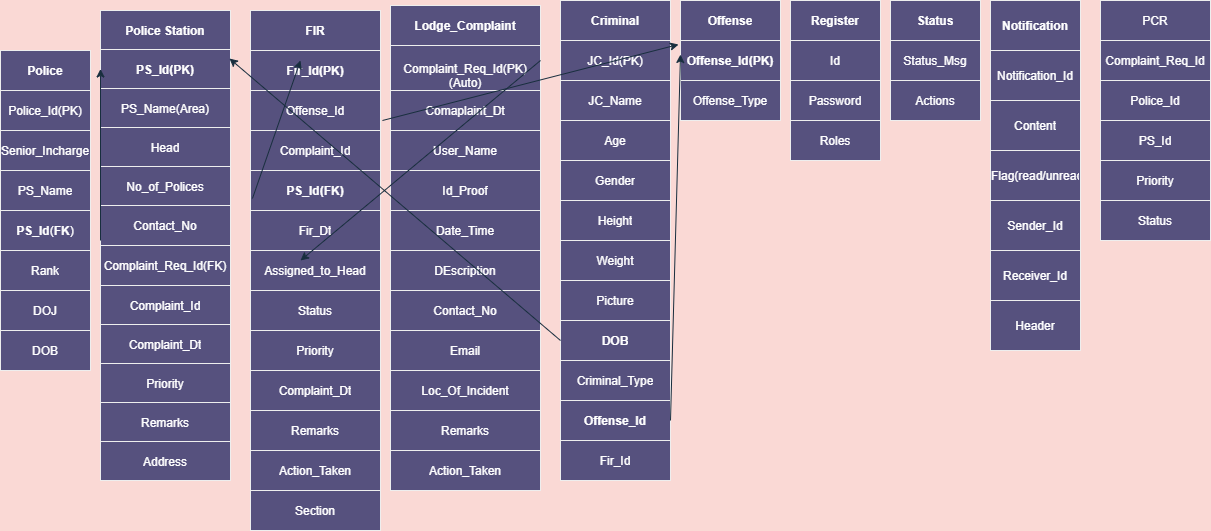 Police
Police_Id(PK)
Senior_Incharge
PS_Name
PS_Id(FK)
Rank
DOJ
DOB
Police Station
PS_Id(PK)
PS_Name(Area)
Head
No_of_Polices
Contact_No
Complaint_Req_Id(FK)
Complaint_Id
Complaint_Dt
Priority
Remarks
Address
FIR
Fir_Id(PK)
Offense_Id
Complaint_Id
PS_Id(FK)
Fir_Dt
Assigned_to_Head
Status
Priority
Complaint_Dt
Remarks
Action_Taken
Section
Lodge_Complaint
Complaint_Req_Id(PK)
(Auto)
Comaplaint_Dt
User_Name
Id_Proof
Date_Time
DEscription
Contact_No
Email
Loc_Of_Incident
Remarks
Action_Taken
Criminal
JC_Id(PK)
JC_Name
Age
Gender
Height
Weight
Picture
DOB
Criminal_Type
Offense_Id
Fir_Id
Offense
Offense_Id(PK)
Offense_Type
Register
Id
Password
Roles
Status
Status_Msg
Actions
Notification
Notification_Id
Content
Flag(read/unread
Sender_Id
Receiver_Id
Header
PCR
Complaint_Req_Id
Police_Id
PS_Id
Priority
Status